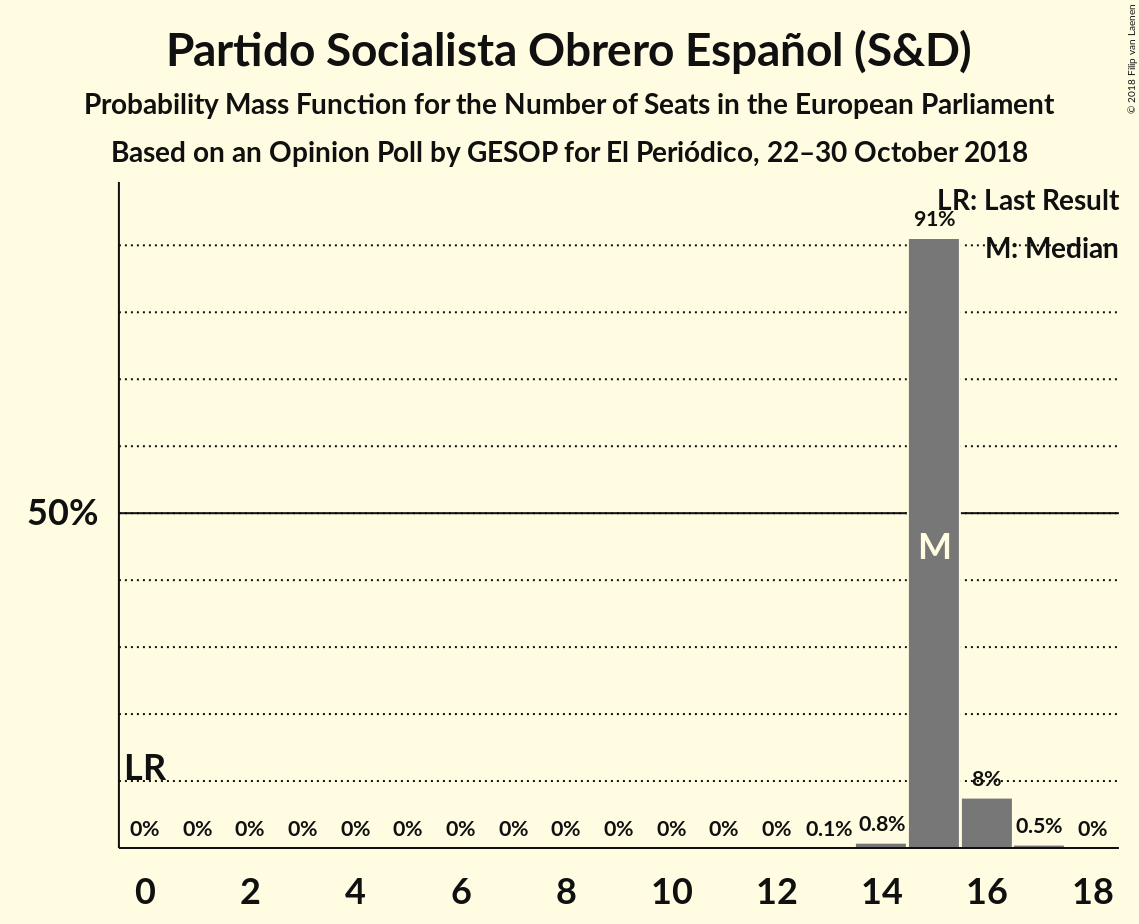 Partido Socialista Obrero Español (S&D)
Probability Mass Function for the Number of Seats in the European Parliament
Based on an Opinion Poll by GESOP for El Periódico, 22–30 October 2018
© 2018 Filip van Laenen
LR: Last Result
M: Median
91%
50%
M
LR
8%
0% 0% 0% 0% 0% 0% 0% 0% 0% 0% 0% 0% 0% 0.1% 0.8% 0.5% 0%
0 2 4 6 8 10 12 14 16 18